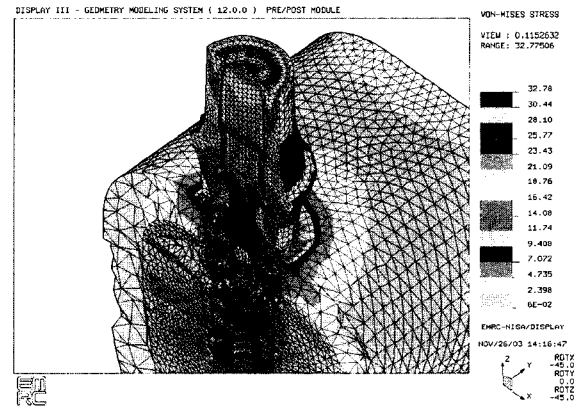 DISPLAY III - GEOMETRY MODELING SYSTEM ( 12.0.0 ) PRE/POST MODULE
VON-MISES STRESS
VIEW : 0.1152632
RANGE: 32.77506
32.78
30.44
28.10
25.77
23.43
21.09
18.76
16.42
14.08
11.74
9.408
7.072
4.735
2.398
6E-02
EMRC-NISA/DISPLAY
NOV/26/03 14:16:47
Z
Y
X
ROTX
-45.0
ROTY
0.0
ROTZ
-45.0
EMRC